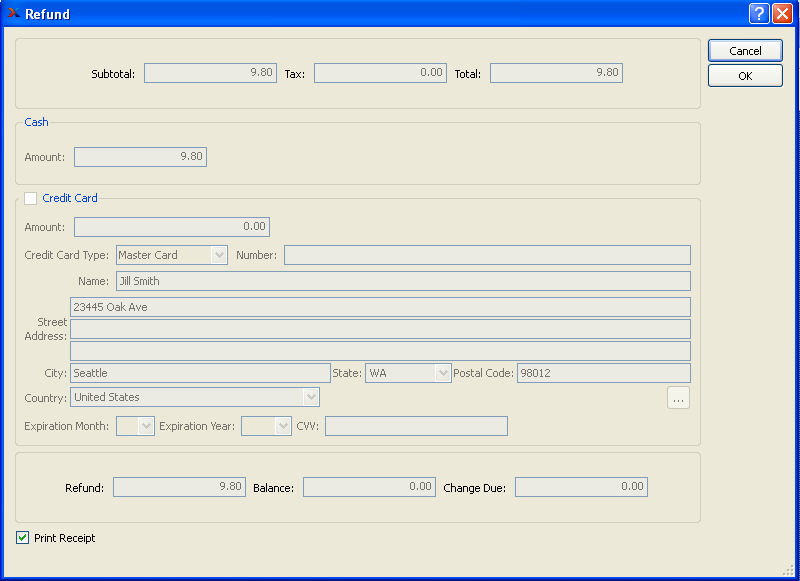 Refund
Cancel
OK
Subtotal: 9.80 Tax: 0.00 Total: 9.80
Cash
Amount: 9.80
Credit Card
Amount: 0.00
Credit Card Type: Master Card Number:
Name: Jill Smith
23445 Oak Ave
Street
Address:
City: Seattle State: WA Postal Code: 98012
Country: United States ...
Expiration Month: Expiration Year: CVV:
Refund: 9.80 Balance: 0.00 Change Due: 0.00
Print Receipt